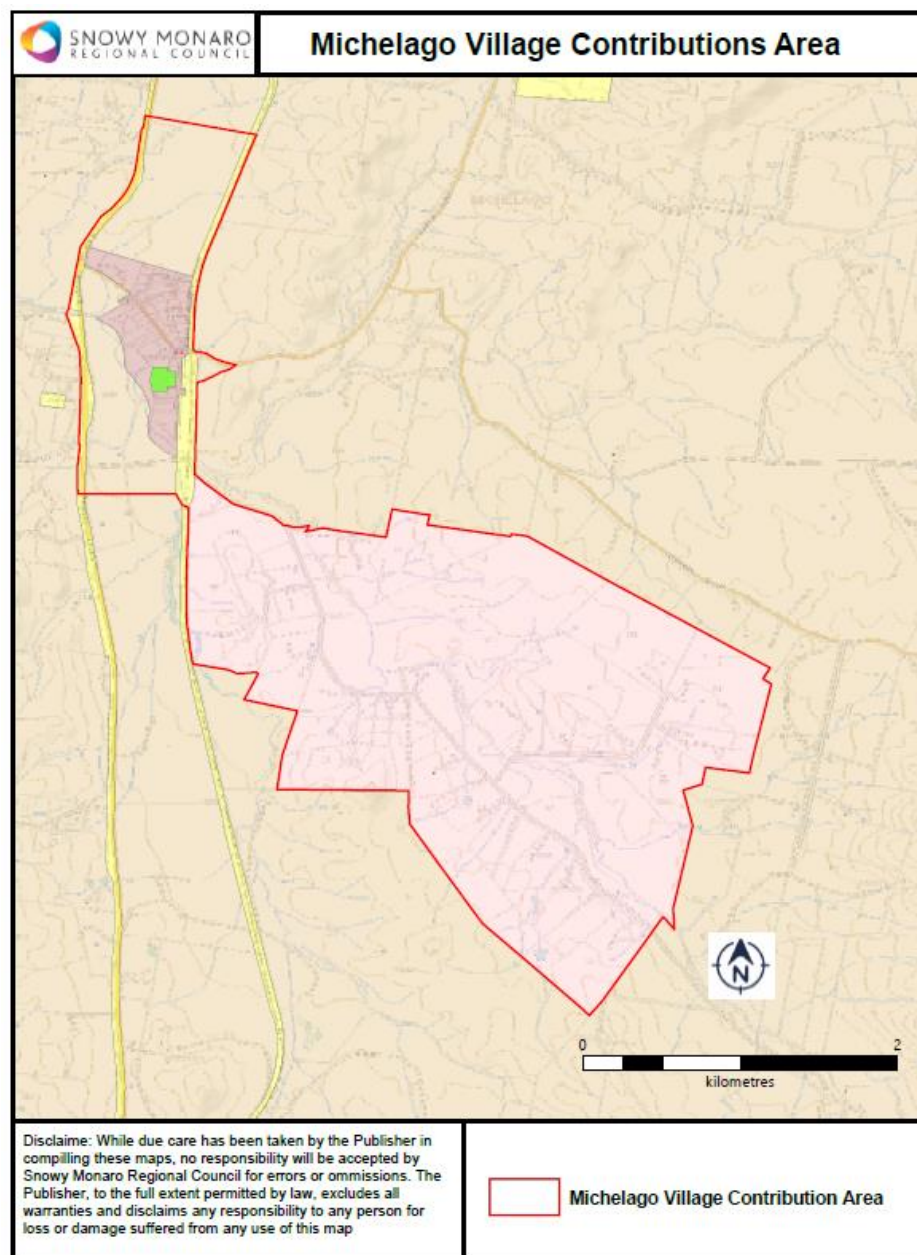 SNOWY MONARO
REGIONAL COUNCIL
Michelago Village Contributions Area
MICHELAGO
N
0 2
kilometres
Disclaime: While due care has been taken by the Publisher in
compilling these maps, no responsibility will be accepted by
Snowy Monaro Regional Council for errors or ommissions. The
Publisher, to the full extent permitted by law, excludes all
warranties and disclaims any responsibility to any person for
loss or damage suffered from any use of this map
Michelago Village Contribution Area